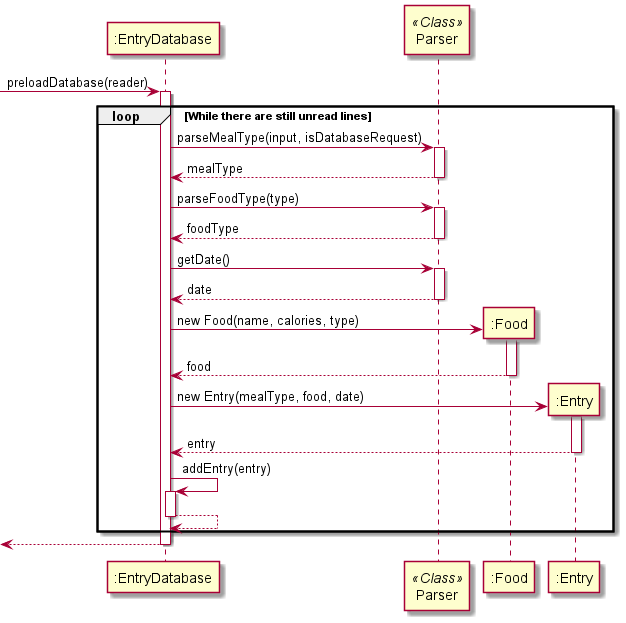 «Class»
:EntryDatabase
Parser
preloadDatabase(reader)
loop
[While there are still unread lines]
parseMealType(input, isDatabaseRequest)
mealType
parseFoodType(type)
foodType
getDate()
date
new Food(name, calories, type)
:Food
food
new Entry(mealType, food, date)
:Entry
entry
addEntry(entry)
:EntryDatabase
«Class»
Parser
:Food
:Entry